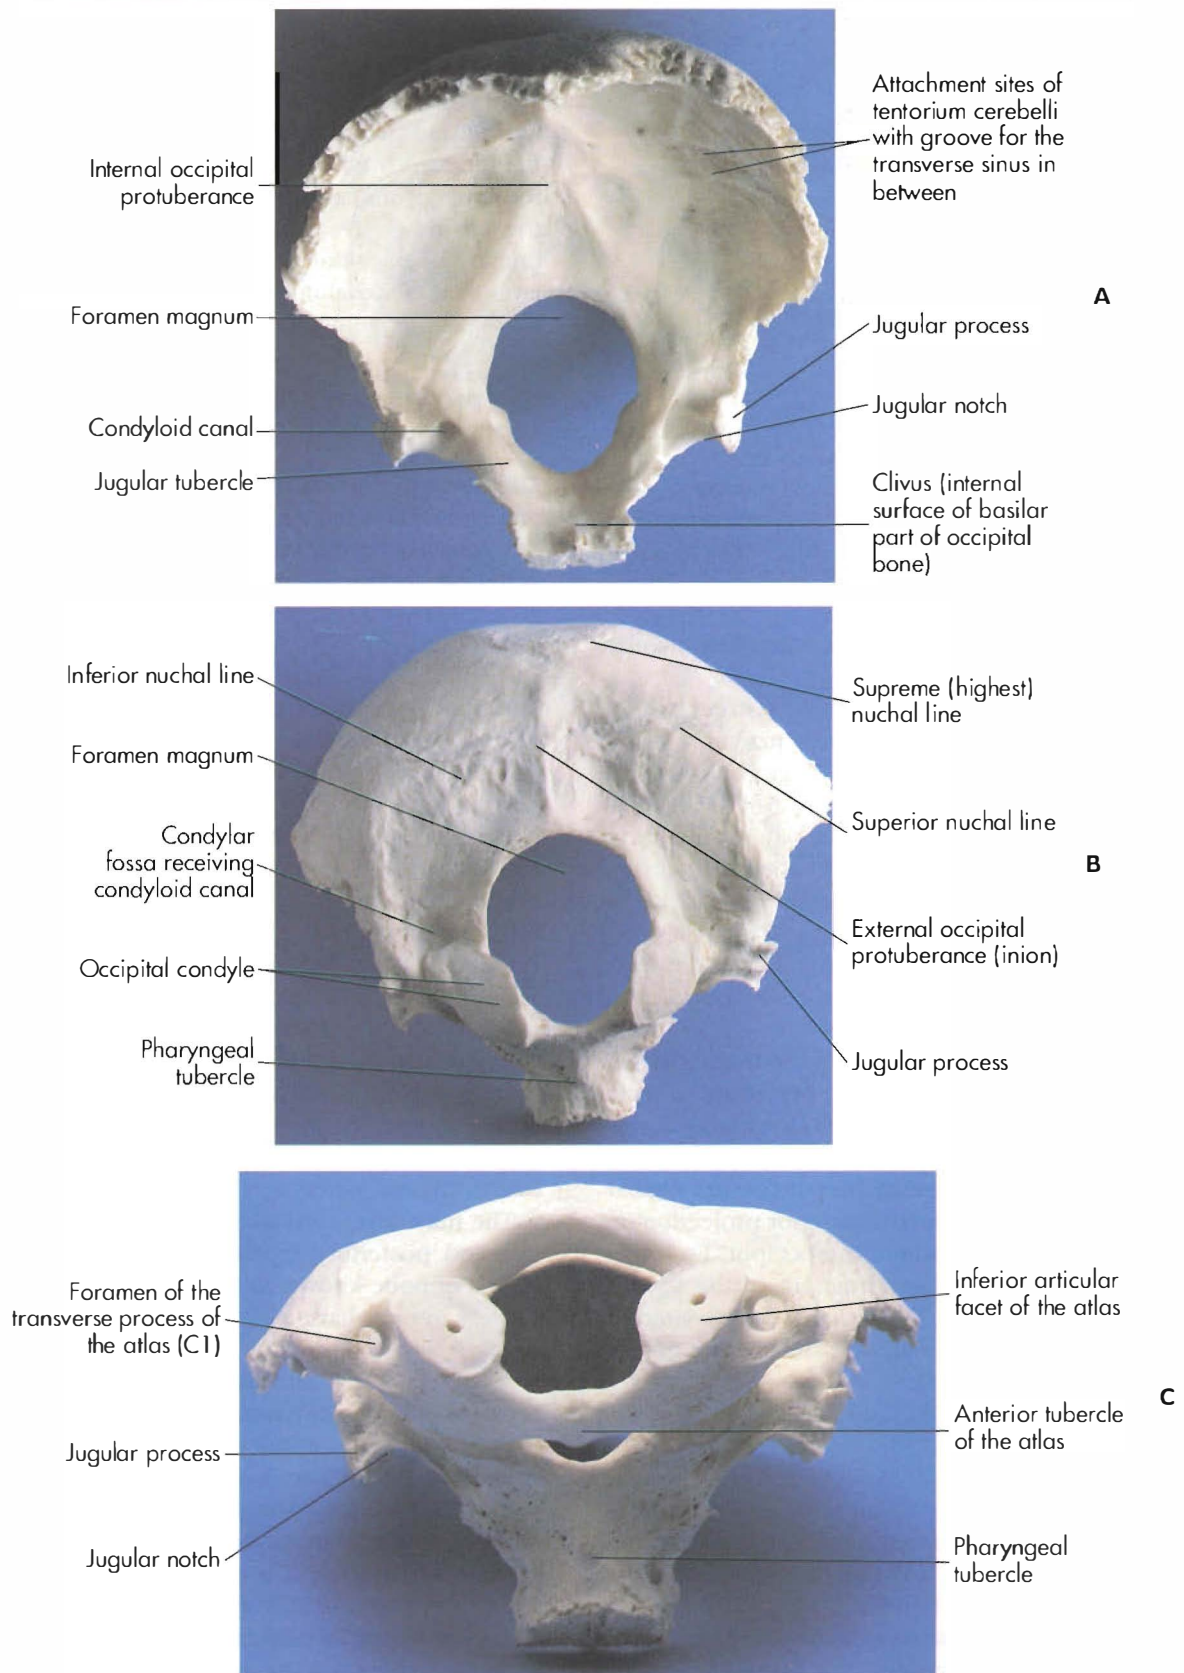 Internal occipital
protuberance
Foramen magnum
Condyloid canal
Jugular tubercle
Attachment sites of
tentorium cerebelli
with groove for the
transverse sinus in
between
A
Jugular process
Jugular notch
Clivus (internal
surface of basilar
part of occipital
bone)
Inferior nuchal line
Foramen magnum
Condylar
fossa receiving
condyloid canal
Occipital condyle
Pharyngeal
tubercle
Supreme (highest)
nuchal line
Superior nuchal line
B
External occipital
protuberance (inion)
Jugular process
Foramen of the
transverse process of
the atlas (C1)
Jugular process
Jugular notch
Inferior articular
facet of the atlas
C
Anterior tubercle
of the atlas
Pharyngeal
tubercle